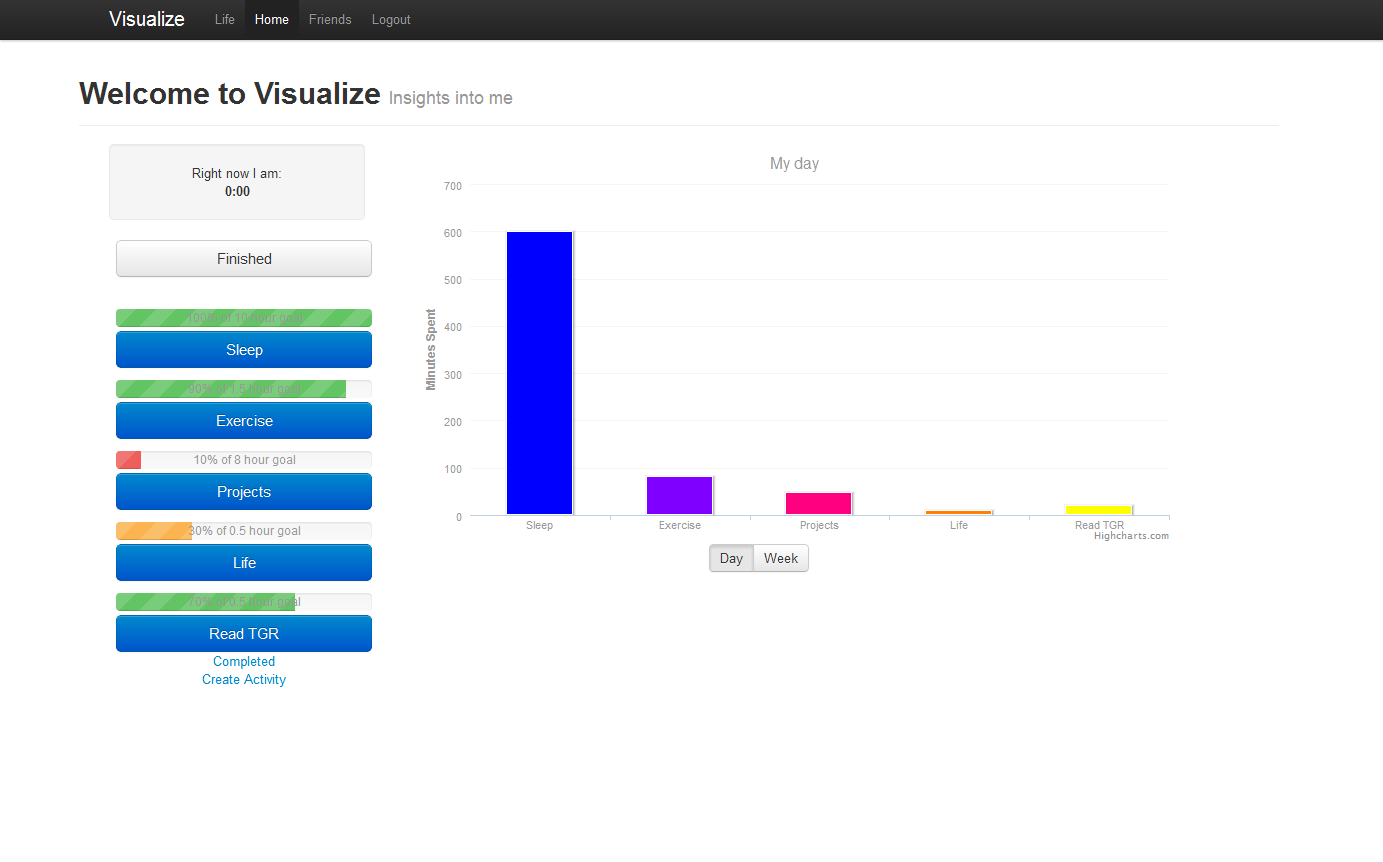 Visualize Life Home Friends Logout
Welcome to Visualize Insights into me
Right now I am:
0:00
Finished
100% of 10 hour goal
Sleep
90% of 1.5 hour goal
Exercise
10% of 8 hour goal
Projects
30% of 0.5 hour goal
Life
70% of 0.5 hour goal
Read TGR
Completed
Create Activity
My day
Minutes Spent
700
600
500
400
300
200
100
0
Sleep Exercise Projects Life Read TGR
Highcharts.com
Day Week